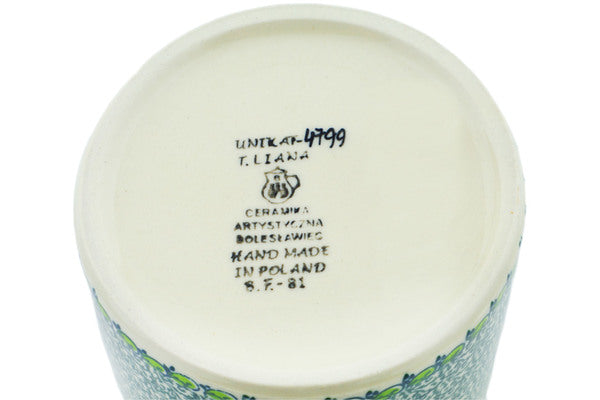 UNIKAT-4799
T. LIANA
CERAMIKA
ARTYSTYCZNA
BOLESŁAWIEC
HAND MADE
IN POLAND
B.F.-81